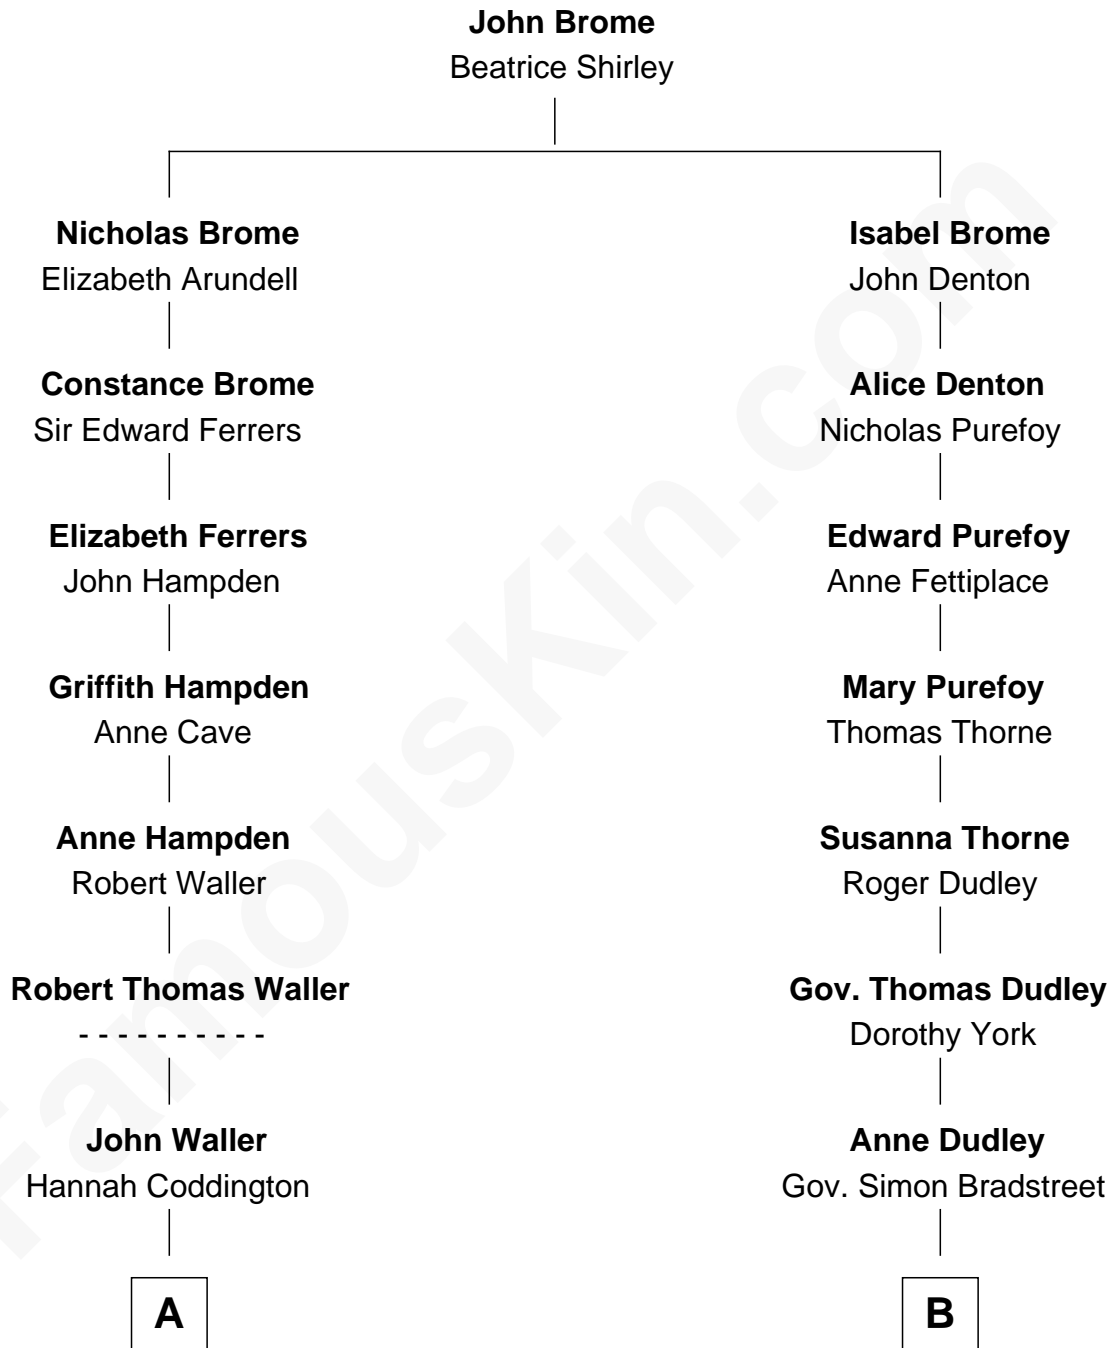 John Brome
Beatrice Shirley
Nicholas Brome
Elizabeth Arundell
Constance Brome
Sir Edward Ferrers
Elizabeth Ferrers
John Hampden
Griffith Hampden
Anne Cave
Anne Hampden
Robert Waller
Robert Thomas Waller
- - - - - - - - - -
John Waller
Hannah Coddington
A
Isabel Brome
John Denton
Alice Denton
Nicholas Purefoy
Edward Purefoy
Anne Fettiplace
Mary Purefoy
Thomas Thorne
Susanna Thorne
Roger Dudley
Gov. Thomas Dudley
Dorothy York
Anne Dudley
Gov. Simon Bradstreet
B
FamousKin.com